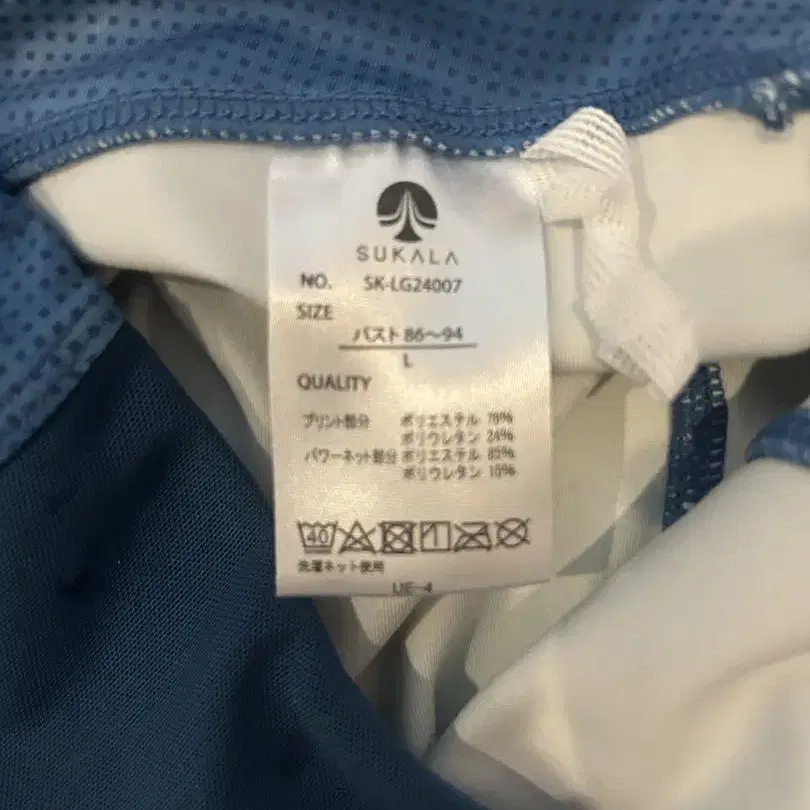 SUKALA
NO. SK-LG24007
SIZE
バスト 86～94
L
QUALITY
プリント部分 ポリエステル 78%
ポリウレタン 24%
パワーネット部分 ポリエステル 85%
ポリウレタン 15%
40
洗濯ネット使用
UE-4